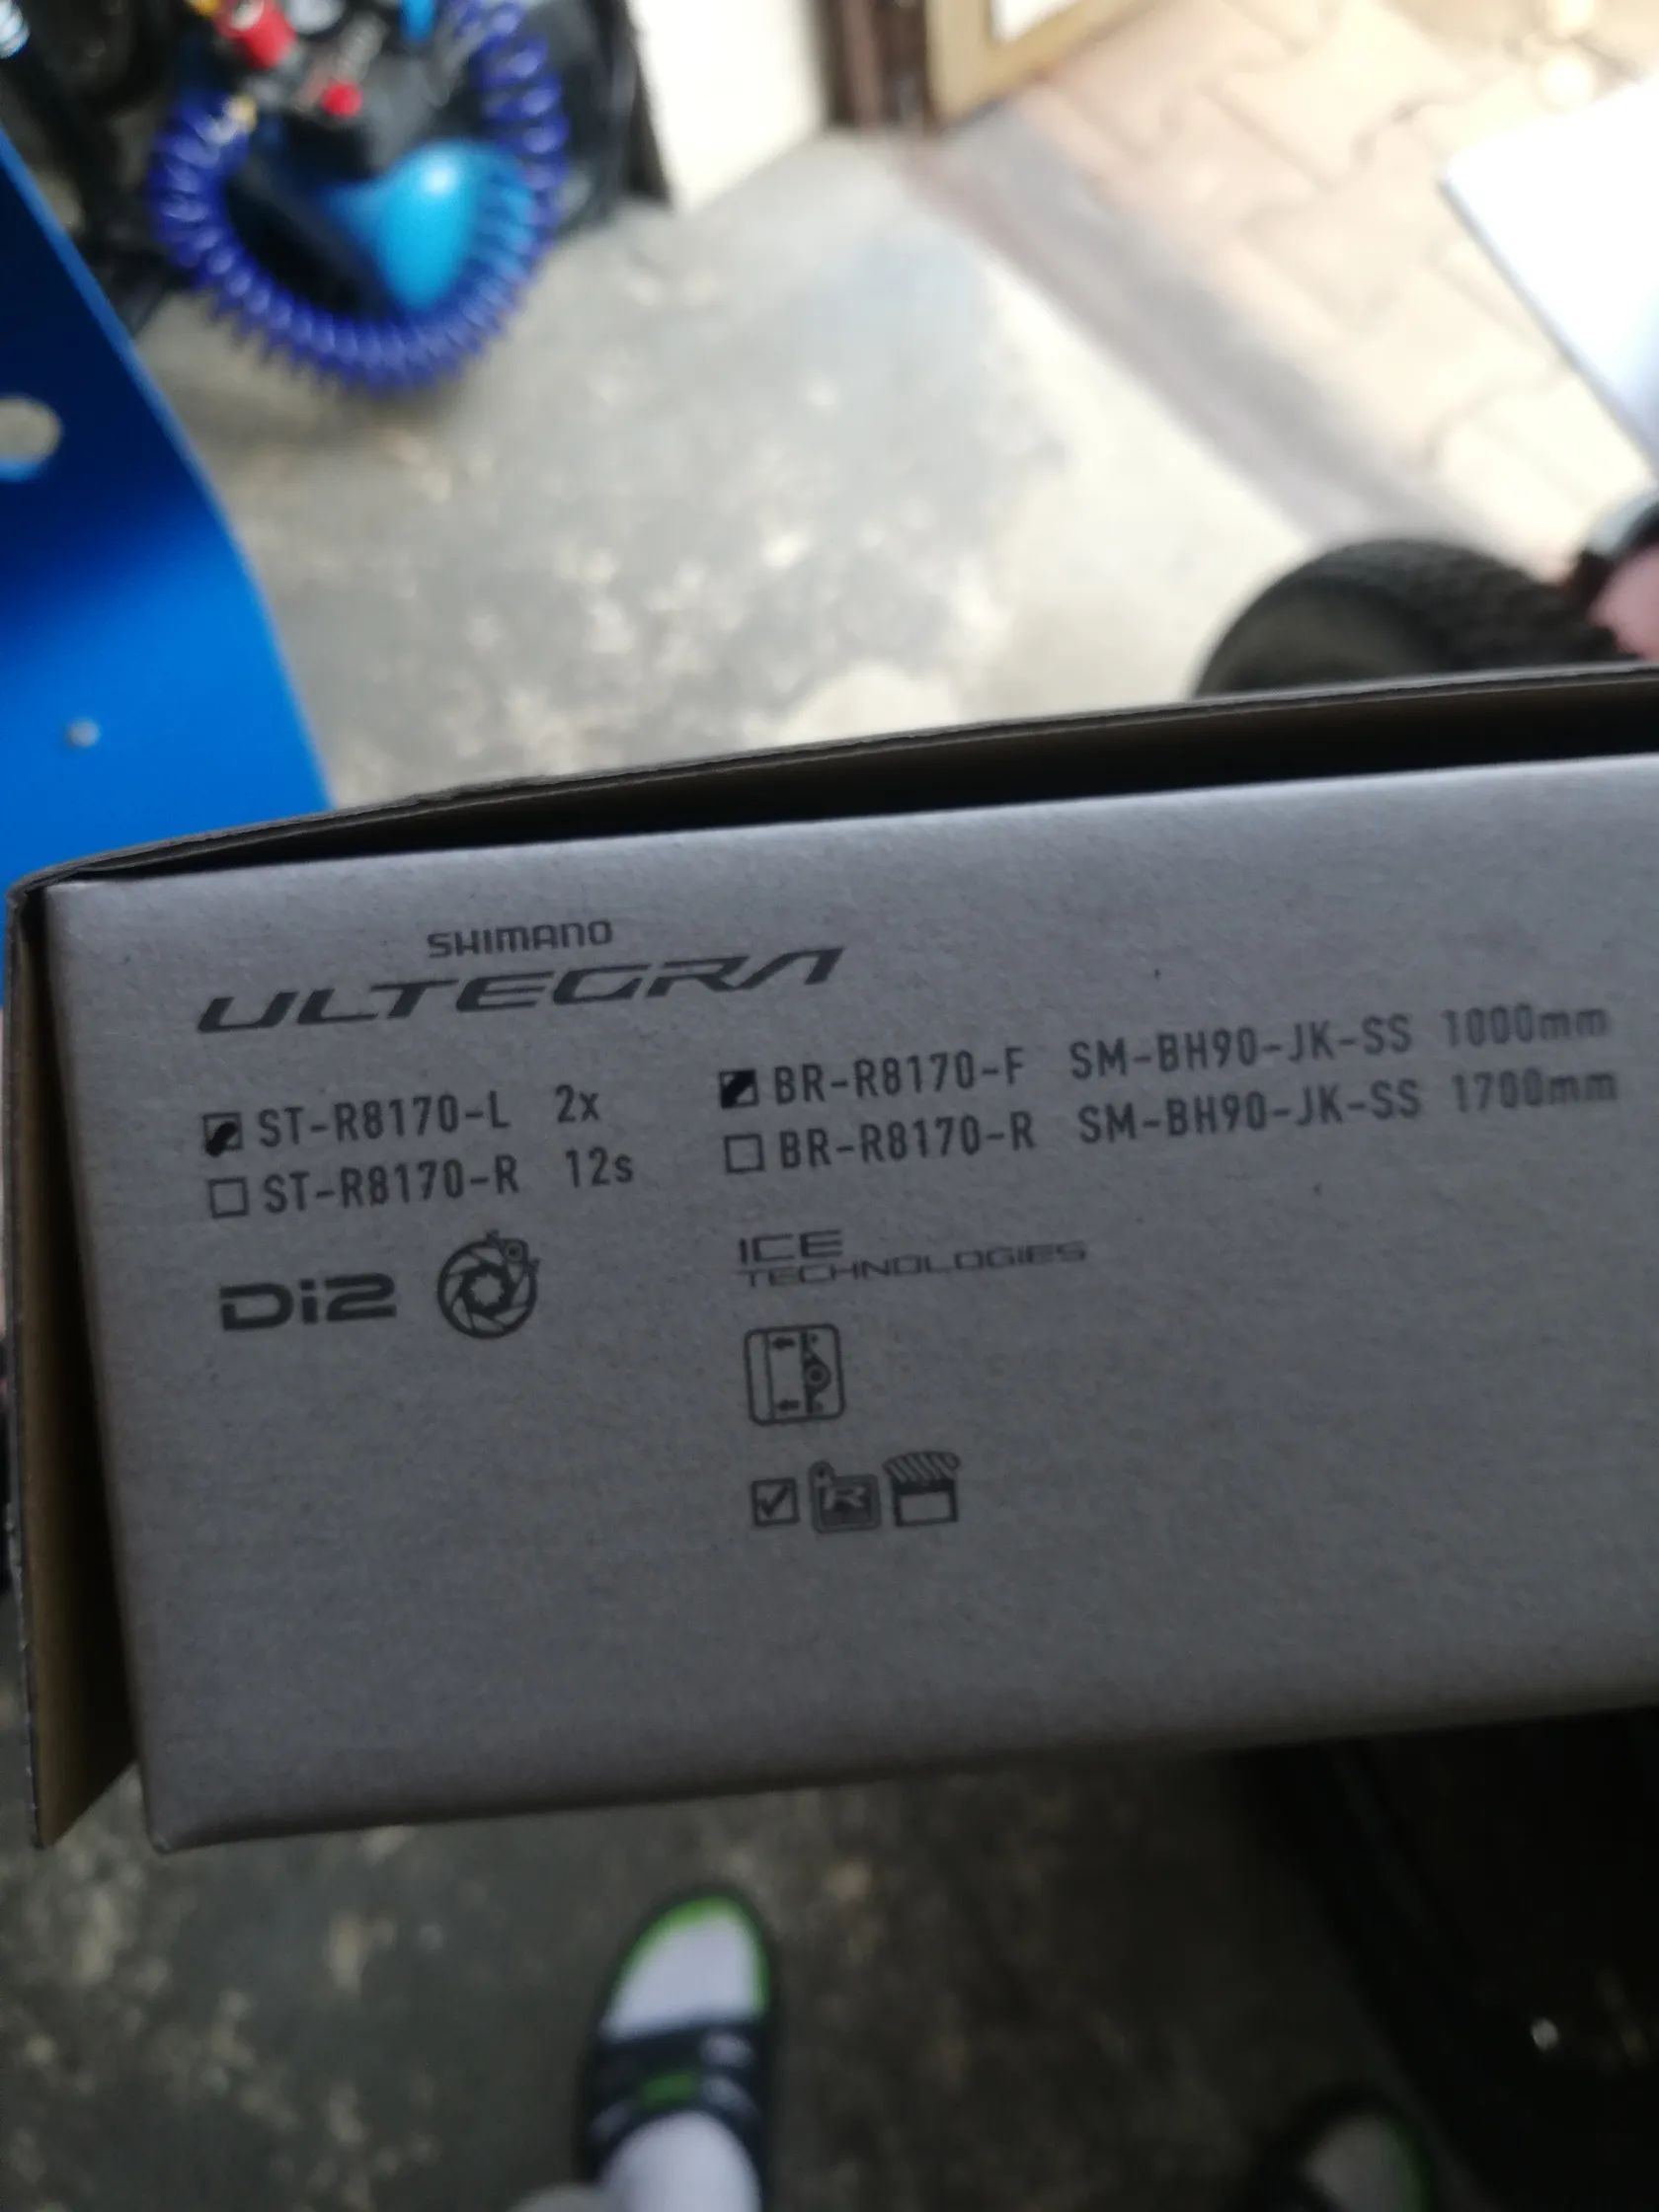 SHIMANO
ULTEGRA
ST-R8170-L 2x
ST-R8170-R 12s
BR-R8170-F SM-BH90-JK-SS 1000mm
BR-R8170-R SM-BH90-JK-SS 1700mm
Di2
ICE
TECHNOLOGIES
R